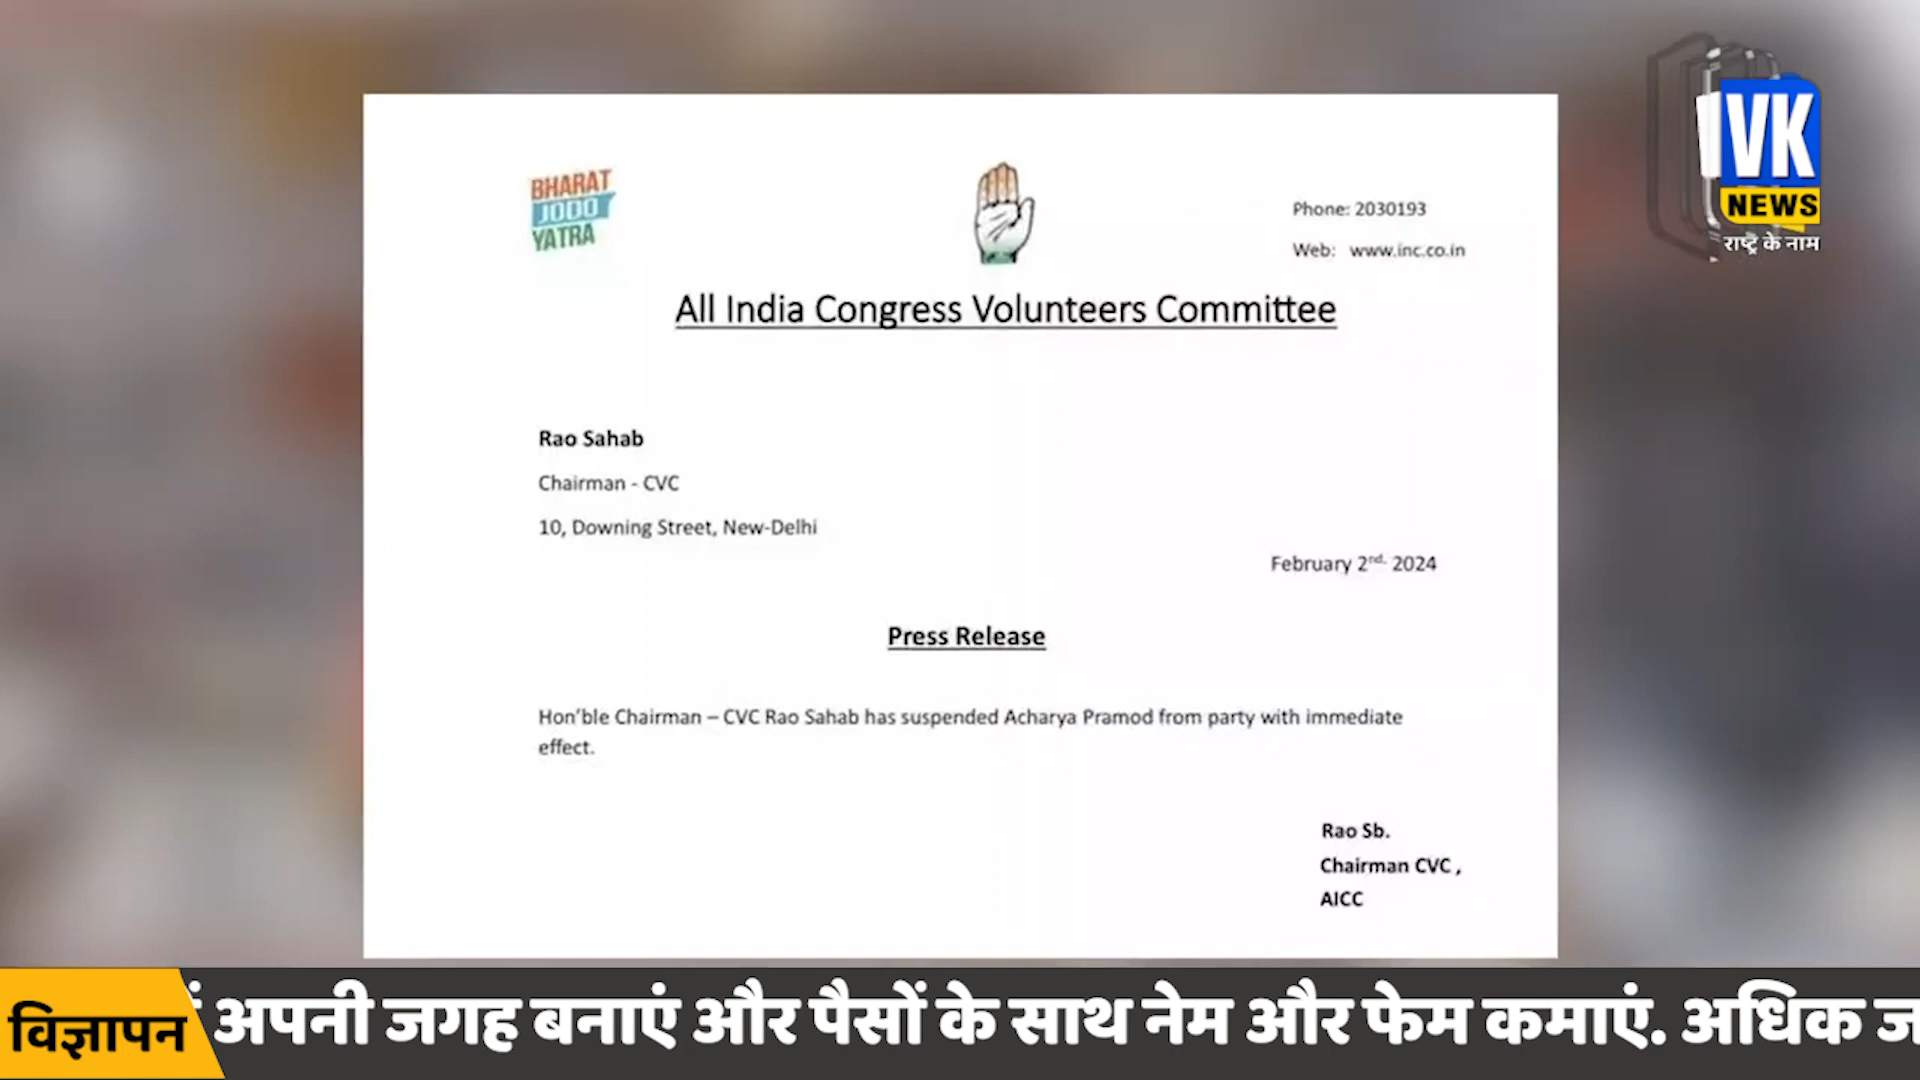 BHARAT
JODO
YATRA
Phone: 2030193
Web: www.inc.co.in
IVK
NEWS
राष्ट्र के नाम
All India Congress Volunteers Committee
Rao Sahab
Chairman - CVC
10, Downing Street, New-Delhi
February 2nd. 2024
Press Release
Hon’ble Chairman – CVC Rao Sahab has suspended Acharya Pramod from party with immediate
effect.
Rao Sb.
Chairman CVC ,
AICC
विज्ञापन
अपनी जगह बनाएं और पैसों के साथ नेम और फेम कमाएं. अधिक